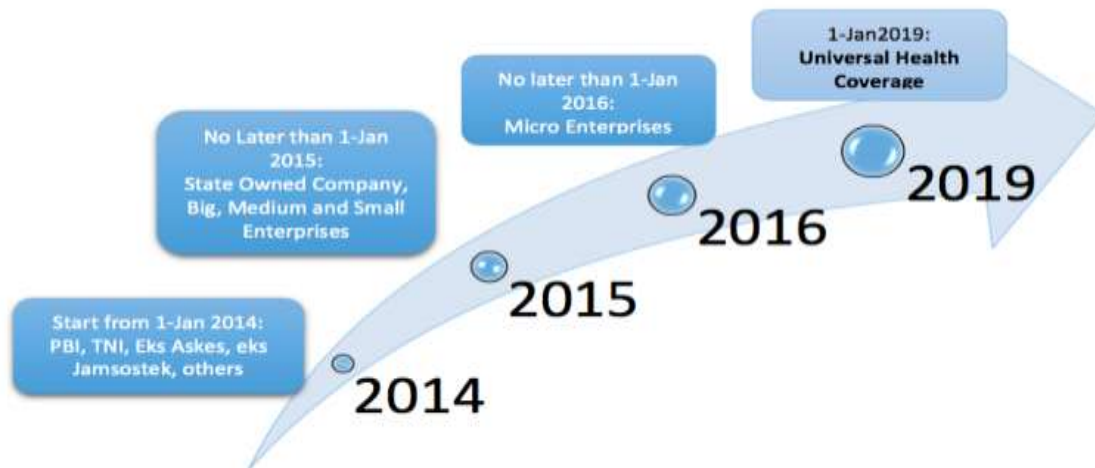 Start from 1-Jan 2014:
PBI, TNI, Eks Askes, eks
Jamsostek, others
2014
No Later than 1-Jan
2015:
State Owned Company,
Big, Medium and Small
Enterprises
2015
No later than 1-Jan
2016:
Micro Enterprises
2016
1-Jan2019:
Universal Health
Coverage
2019